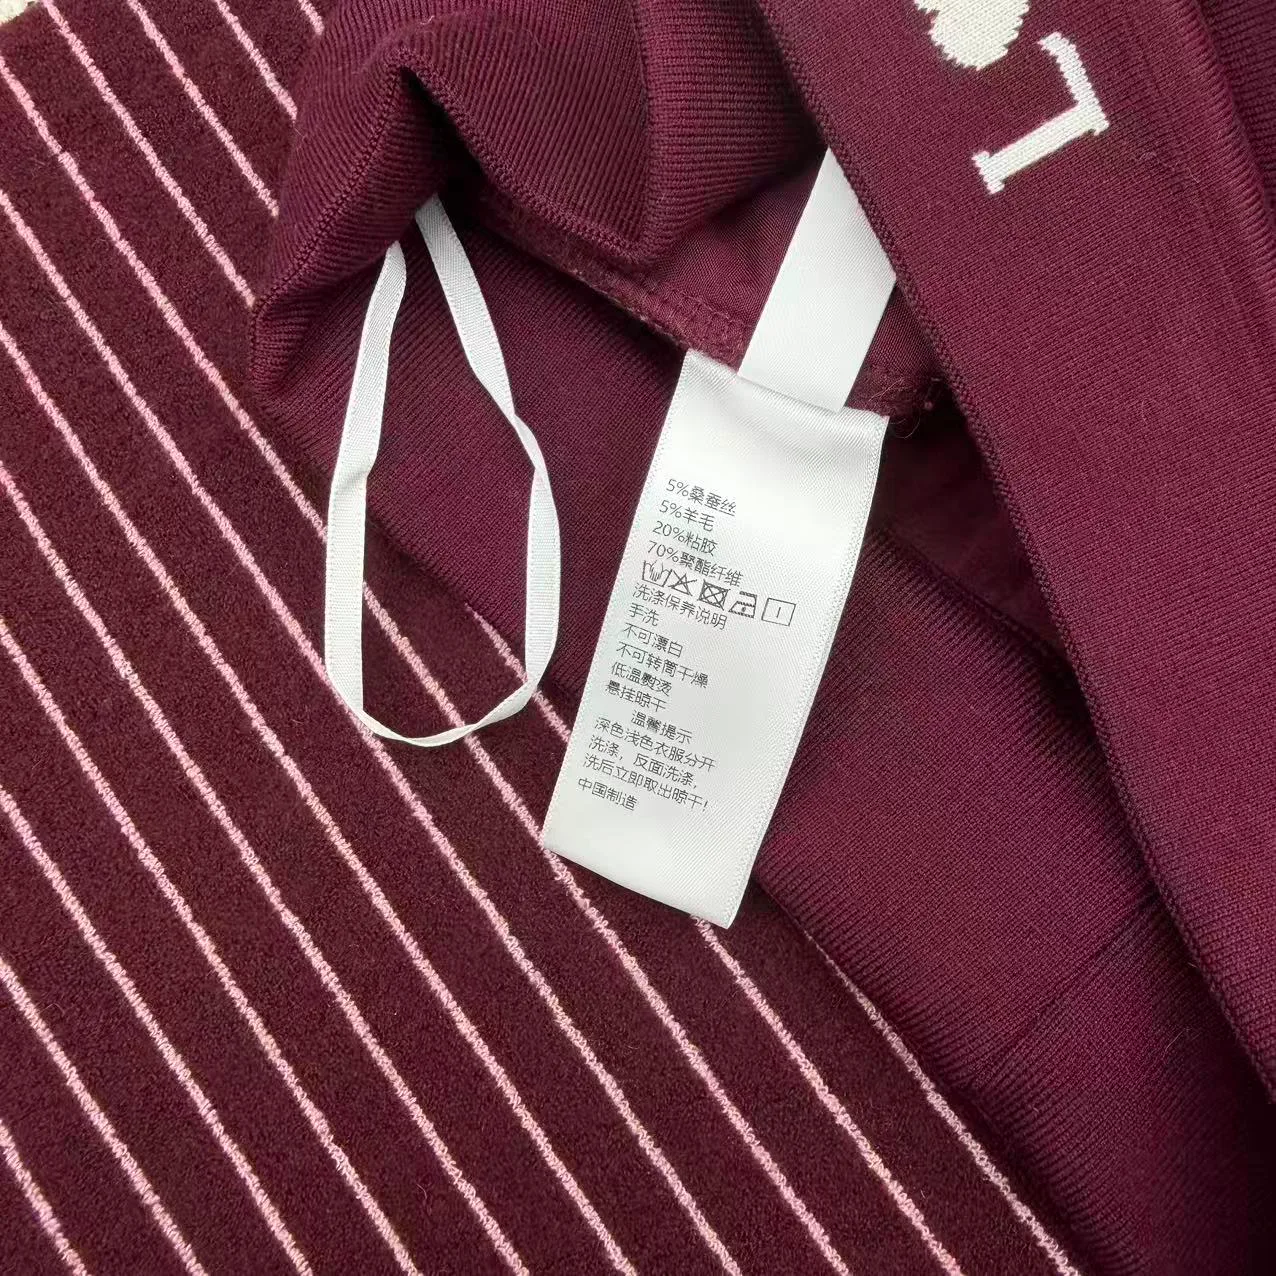 L
5%桑蚕丝
5%羊毛
20%粘胶
70%聚酯纤维
洗涤保养说明
手洗
不可漂白
不可转筒干燥
低温熨烫
悬挂晾干
温馨提示
深色浅色衣服分开
洗涤，反面洗涤，
洗后立即取出晾干！
中国制造